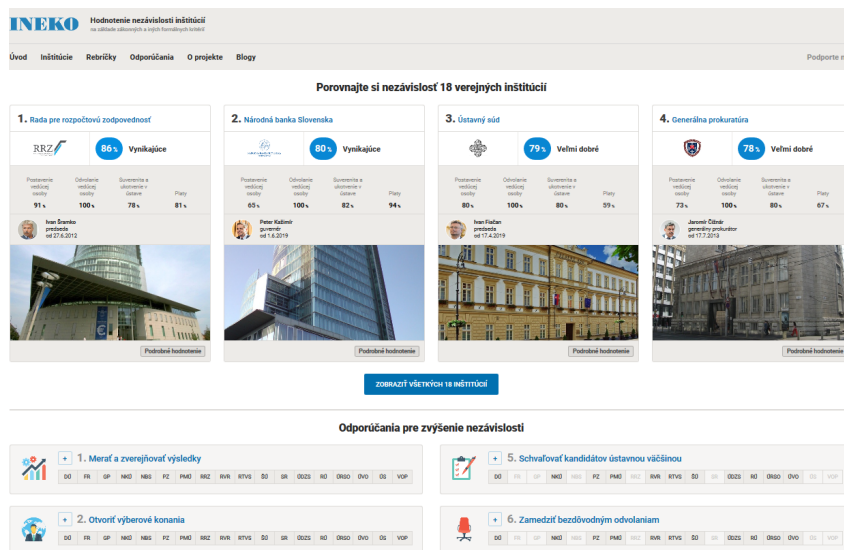 INEKO
Hodnotenie nezávislosti inštitúcií
na základe zákonných a iných formálnych kritérií
Úvod Inštitúcie Rebríčky Odporúčania O projekte Blogy Podporte n
Porovnajte si nezávislosť 18 verejných inštitúcií
1. Rada pre rozpočtovú zodpovednosť
RRZ 86% Vynikajúce
Postavenie vedúcej osoby Odvolanie vedúcej osoby Suverenita a ukotvenie v ústave Platy
91% 100% 78% 81%
Ivan Šramko
predseda
od 27.6.2012
Podrobné hodnotenie
2. Národná banka Slovenska
80% Vynikajúce
Postavenie vedúcej osoby Odvolanie vedúcej osoby Suverenita a ukotvenie v ústave Platy
65% 100% 82% 94%
Peter Kažimír
guvernér
od 1.6.2019
Podrobné hodnotenie
3. Ústavný súd
79% Veľmi dobré
Postavenie vedúcej osoby Odvolanie vedúcej osoby Suverenita a ukotvenie v ústave Platy
80% 100% 80% 59%
Ivan Fiačan
predseda
od 17.4.2019
Podrobné hodnotenie
4. Generálna prokuratúra
78% Veľmi dobré
Postavenie vedúcej osoby Odvolanie vedúcej osoby Suverenita a ukotvenie v ústave Platy
73% 100% 80% 67%
Jaromír Čižnár
generálny prokurátor
od 17.7.2013
Podrobné hodnotenie
ZOBRAZIŤ VŠETKÝCH 18 INŠTITÚCIÍ
Odporúčania pre zvýšenie nezávislosti
+ 1. Merať a zverejňovať výsledky
DÚ FR GP NKÚ NBS PZ PMÚ RRZ RVR RTVS ŠÚ SR ÚDZS RÚ ÚRSO ÚVO ÚS VOP
+ 5. Schvaľovať kandidátov ústavnou väčšinou
DÚ FR GP NKÚ NBS PZ PMÚ RRZ RVR RTVS ŠÚ SR ÚDZS RÚ ÚRSO ÚVO ÚS VOP
+ 2. Otvoriť výberové konania
DÚ FR GP NKÚ NBS PZ PMÚ RRZ RVR RTVS ŠÚ SR ÚDZS RÚ ÚRSO ÚVO ÚS VOP
+ 6. Zamedziť bezdôvodným odvolaniam
DÚ FR GP NKÚ NBS PZ PMÚ RRZ RVR RTVS ŠÚ SR ÚDZS RÚ ÚRSO ÚVO ÚS VOP